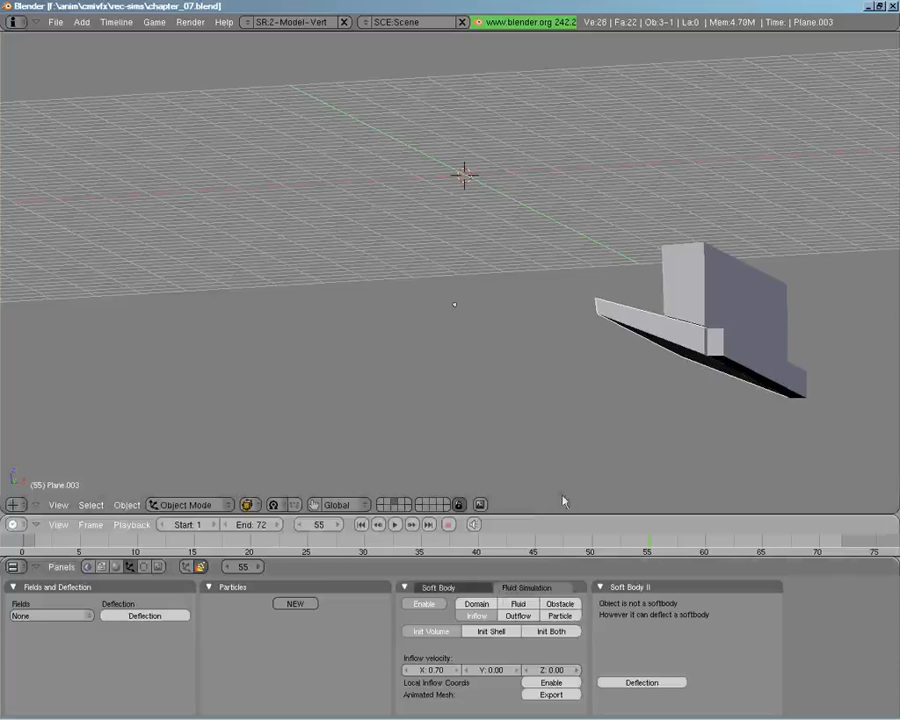 Blender [f:\anim\cmivfx\rec-sims\chapter_07.blend]
File Add Timeline Game Render Help SR:2-Model-Vert SCE:Scene www.blender.org 242.2 Ve:26 | Fa:22 | Ob:3-1 | La:0 | Mem:4.70M | Time: | Plane.003
(55) Plane.003
View Select Object Object Mode Global
View Frame Playback Start: 1 End: 72 55
0 5 10 15 20 25 30 35 40 45 50 55 60 65 70 75
Panels 55
Fields and Deflection Particles Soft Body Fluid Simulation Soft Body II
Fields Deflection NEW Enable Domain Fluid Obstacle Object is not a softbody
None Deflection Inflow Outflow Particle However it can deflect a softbody
Init Volume Init Shell Init Both
Inflow velocity:
X: 0.70 Y: 0.00 Z: 0.00
Local Inflow Coords Enable Deflection
Animated Mesh: Export